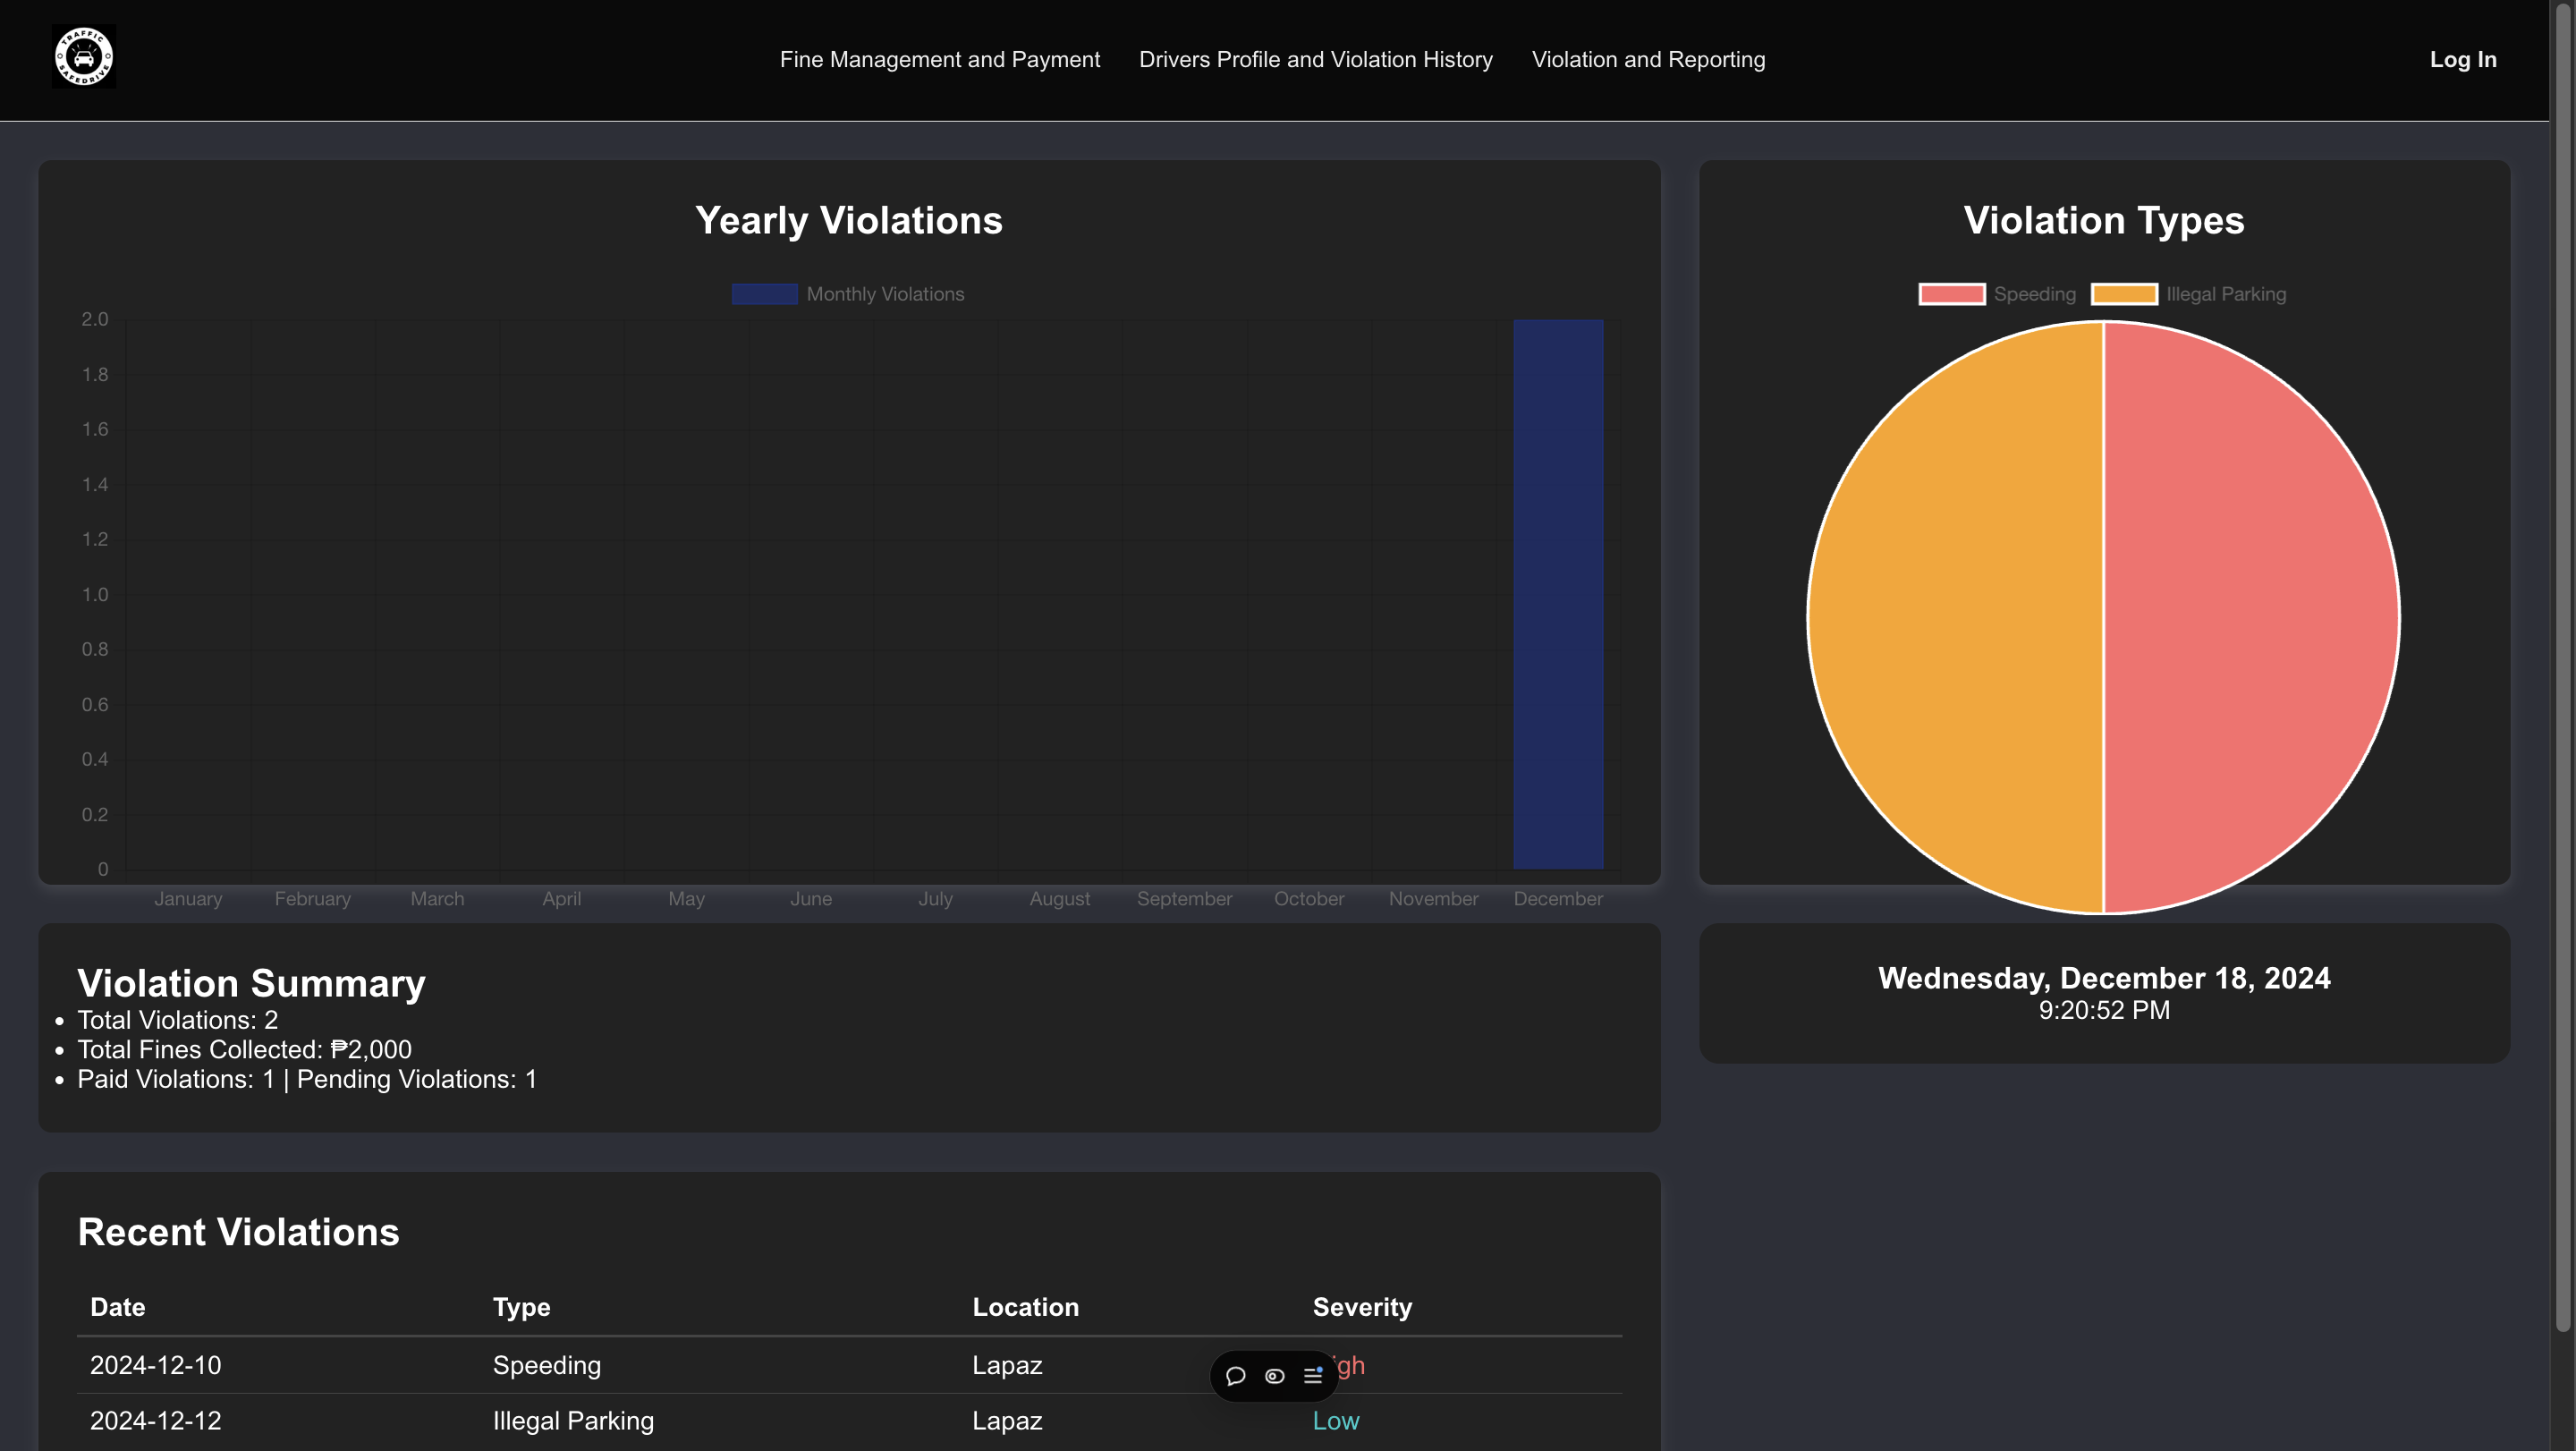 TRAFFIC
SAFEDRIVE
Fine Management and Payment
Drivers Profile and Violation History
Violation and Reporting
Log In
Yearly Violations
Monthly Violations
2.0
1.8
1.6
1.4
1.2
1.0
0.8
0.6
0.4
0.2
0
January February March April May June July August September October November December
Violation Types
Speeding Illegal Parking
Violation Summary
• Total Violations: 2
• Total Fines Collected: ₱2,000
• Paid Violations: 1 | Pending Violations: 1
Wednesday, December 18, 2024
9:20:52 PM
Recent Violations
Date Type Location Severity
2024-12-10 Speeding Lapaz
2024-12-12 Illegal Parking Lapaz Low